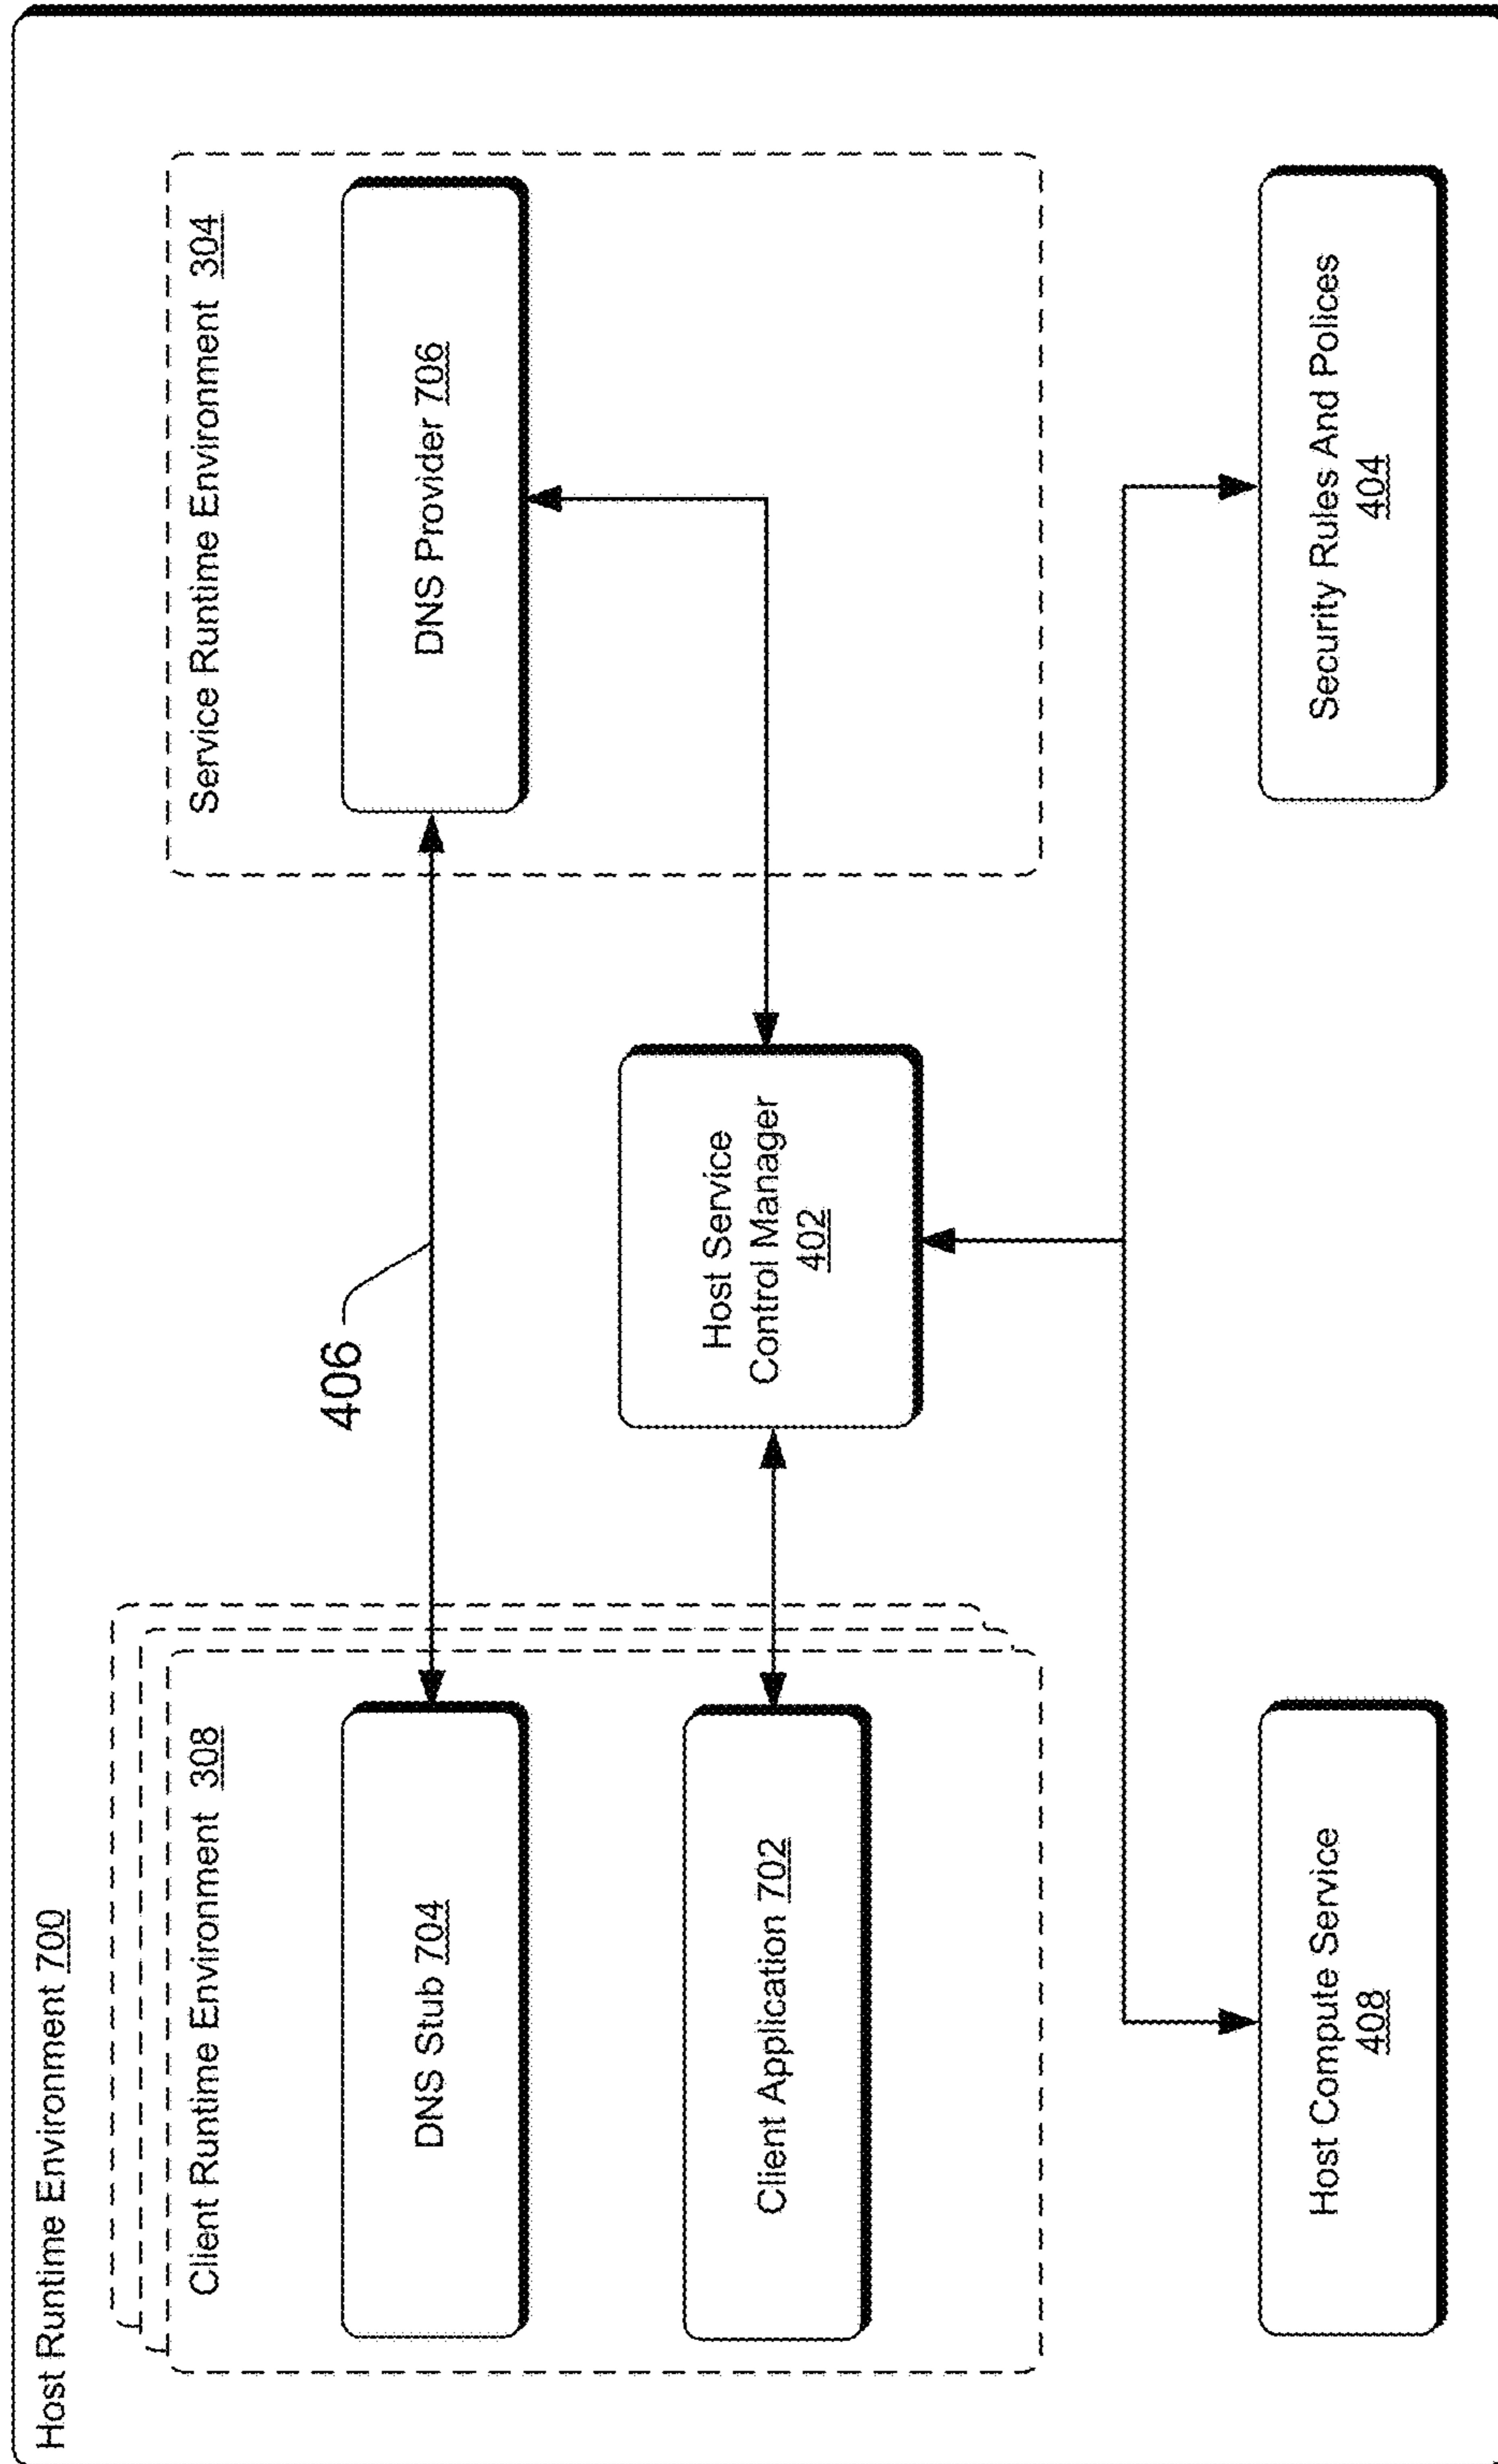 Host Runtime Environment 700
Client Runtime Environment 308
Service Runtime Environment 304
DNS Stub 704
406
DNS Provider 706
Client Application 702
Host Service
Control Manager
402
Host Compute Service
408
Security Rules And Polices
404